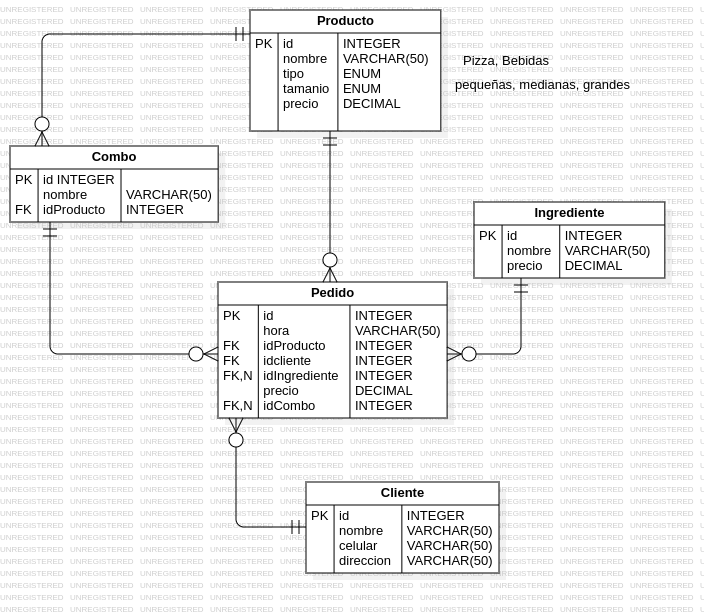 Producto
PK id INTEGER
nombre VARCHAR(50)
tipo ENUM
tamanio ENUM
precio DECIMAL
Pizza, Bebidas
pequeñas, medianas, grandes
Combo
PK id INTEGER
nombre VARCHAR(50)
FK idProducto INTEGER
Ingrediente
PK id INTEGER
nombre VARCHAR(50)
precio DECIMAL
Pedido
PK id INTEGER
hora VARCHAR(50)
FK idProducto INTEGER
FK idcliente INTEGER
FK,N idIngrediente INTEGER
precio DECIMAL
FK,N idCombo INTEGER
Cliente
PK id INTEGER
nombre VARCHAR(50)
celular VARCHAR(50)
direccion VARCHAR(50)
UNREGISTERED